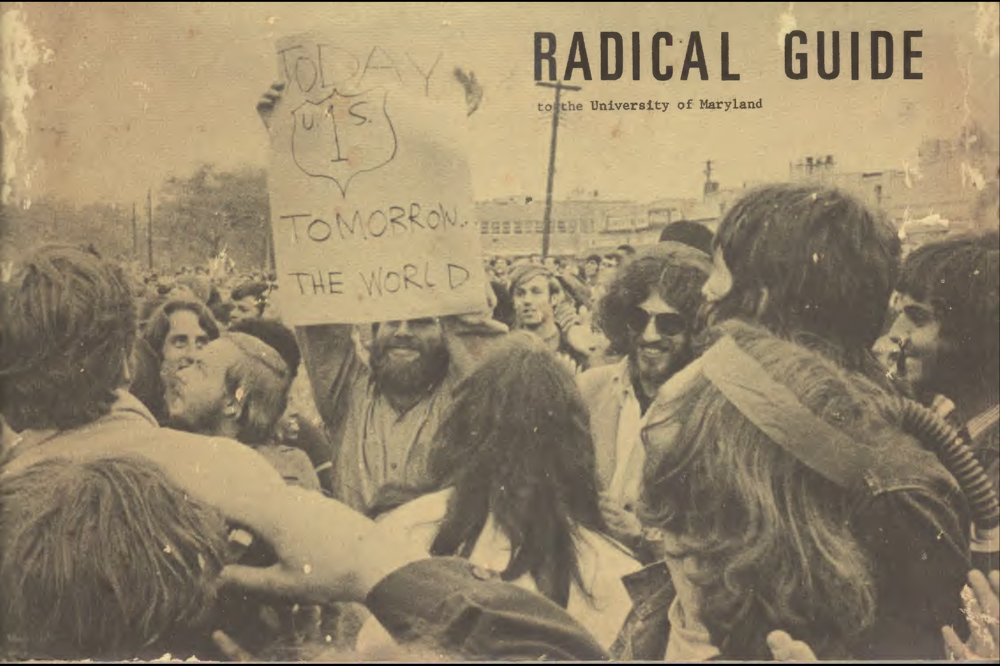 RADICAL GUIDE
to the University of Maryland
TODAY
U. 1 S.
TOMORROW..
THE WORLD